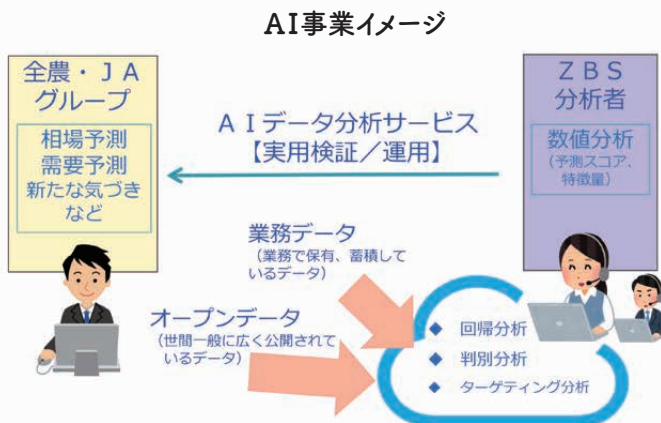 AI事業イメージ
全農・ＪＡ
グループ
相場予測
需要予測
新たな気づき
など
ＡＩデータ分析サービス
【実用検証／運用】
ＺＢＳ
分析者
数値分析
（予測スコア、
特徴量）
業務データ
（業務で保有、蓄積して
いるデータ）
オープンデータ
（世間一般に広く公開されて
いるデータ）
◆ 回帰分析
◆ 判別分析
◆ ターゲティング分析